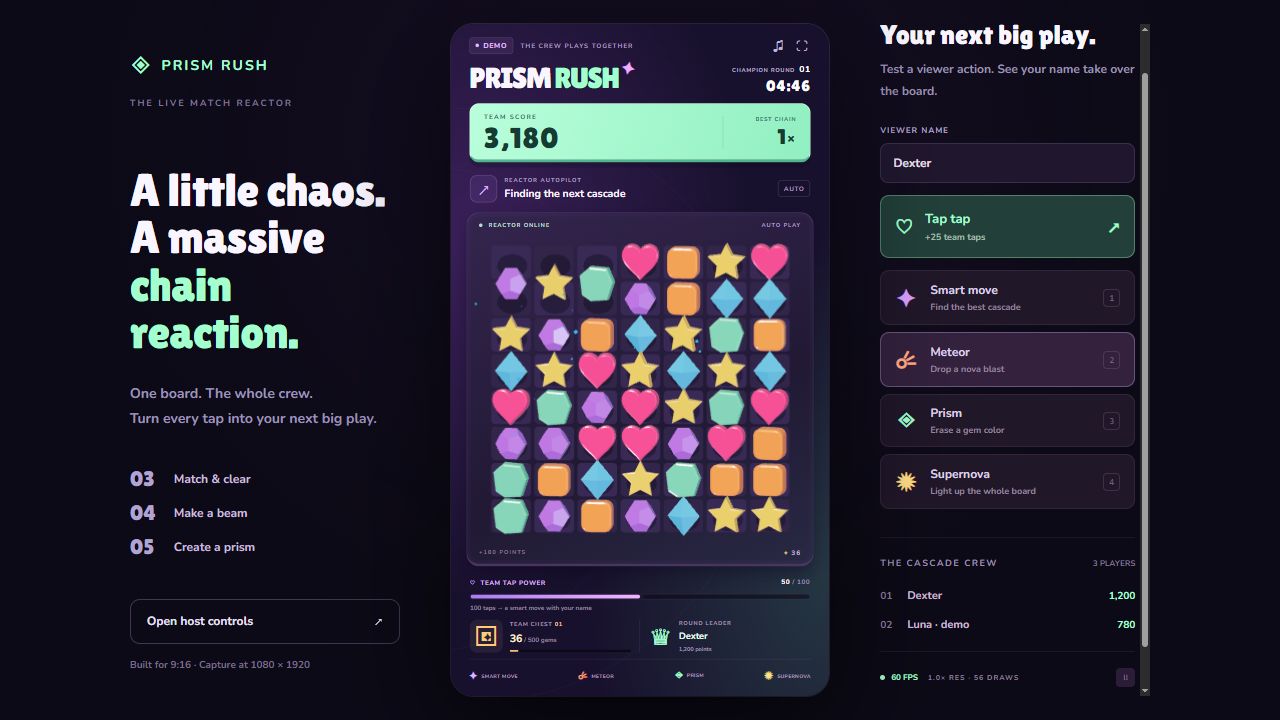 PRISM RUSH
THE LIVE MATCH REACTOR
A little chaos.
A massive
chain
reaction.
One board. The whole crew.
Turn every tap into your next big play.
03 Match & clear
04 Make a beam
05 Create a prism
Open host controls ↗
Built for 9:16 · Capture at 1080 × 1920
DEMO THE CREW PLAYS TOGETHER
PRISM RUSH
CHAMPION ROUND 01
04:46
TEAM SCORE
3,180
BEST CHAIN
1×
REACTOR AUTOPILOT
Finding the next cascade
AUTO
REACTOR ONLINE AUTO PLAY
+180 POINTS ✦ 36
TEAM TAP POWER 50 / 100
100 taps → a smart move with your name
TEAM CHEST 01
36 / 500 gems
ROUND LEADER
Dexter
1,200 points
SMART MOVE METEOR PRISM SUPERNOVA
Your next big play.
Test a viewer action. See your name take over
the board.
VIEWER NAME
Dexter
Tap tap ↗
+25 team taps
Smart move 1
Find the best cascade
Meteor 2
Drop a nova blast
Prism 3
Erase a gem color
Supernova 4
Light up the whole board
THE CASCADE CREW 3 PLAYERS
01 Dexter 1,200
02 Luna · demo 780
60 FPS 1.0× RES · 56 DRAWS